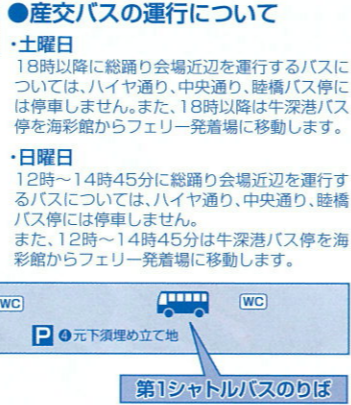 ●産交バスの運行について
・土曜日
18時以降に総踊り会場近辺を運行するバスに
ついては、ハイヤ通り、中央通り、睦橋バス停に
は停車しません。また、18時以降は牛深港バス
停を海彩館からフェリー発着場に移動します。
・日曜日
12時～14時45分に総踊り会場近辺を運行す
るバスについては、ハイヤ通り、中央通り、睦橋
バス停には停車しません。
また、12時～14時45分は牛深港バス停を海
彩館からフェリー発着場に移動します。
WC
WC
P ❹元下須埋め立て地
第1シャトルバスのりば